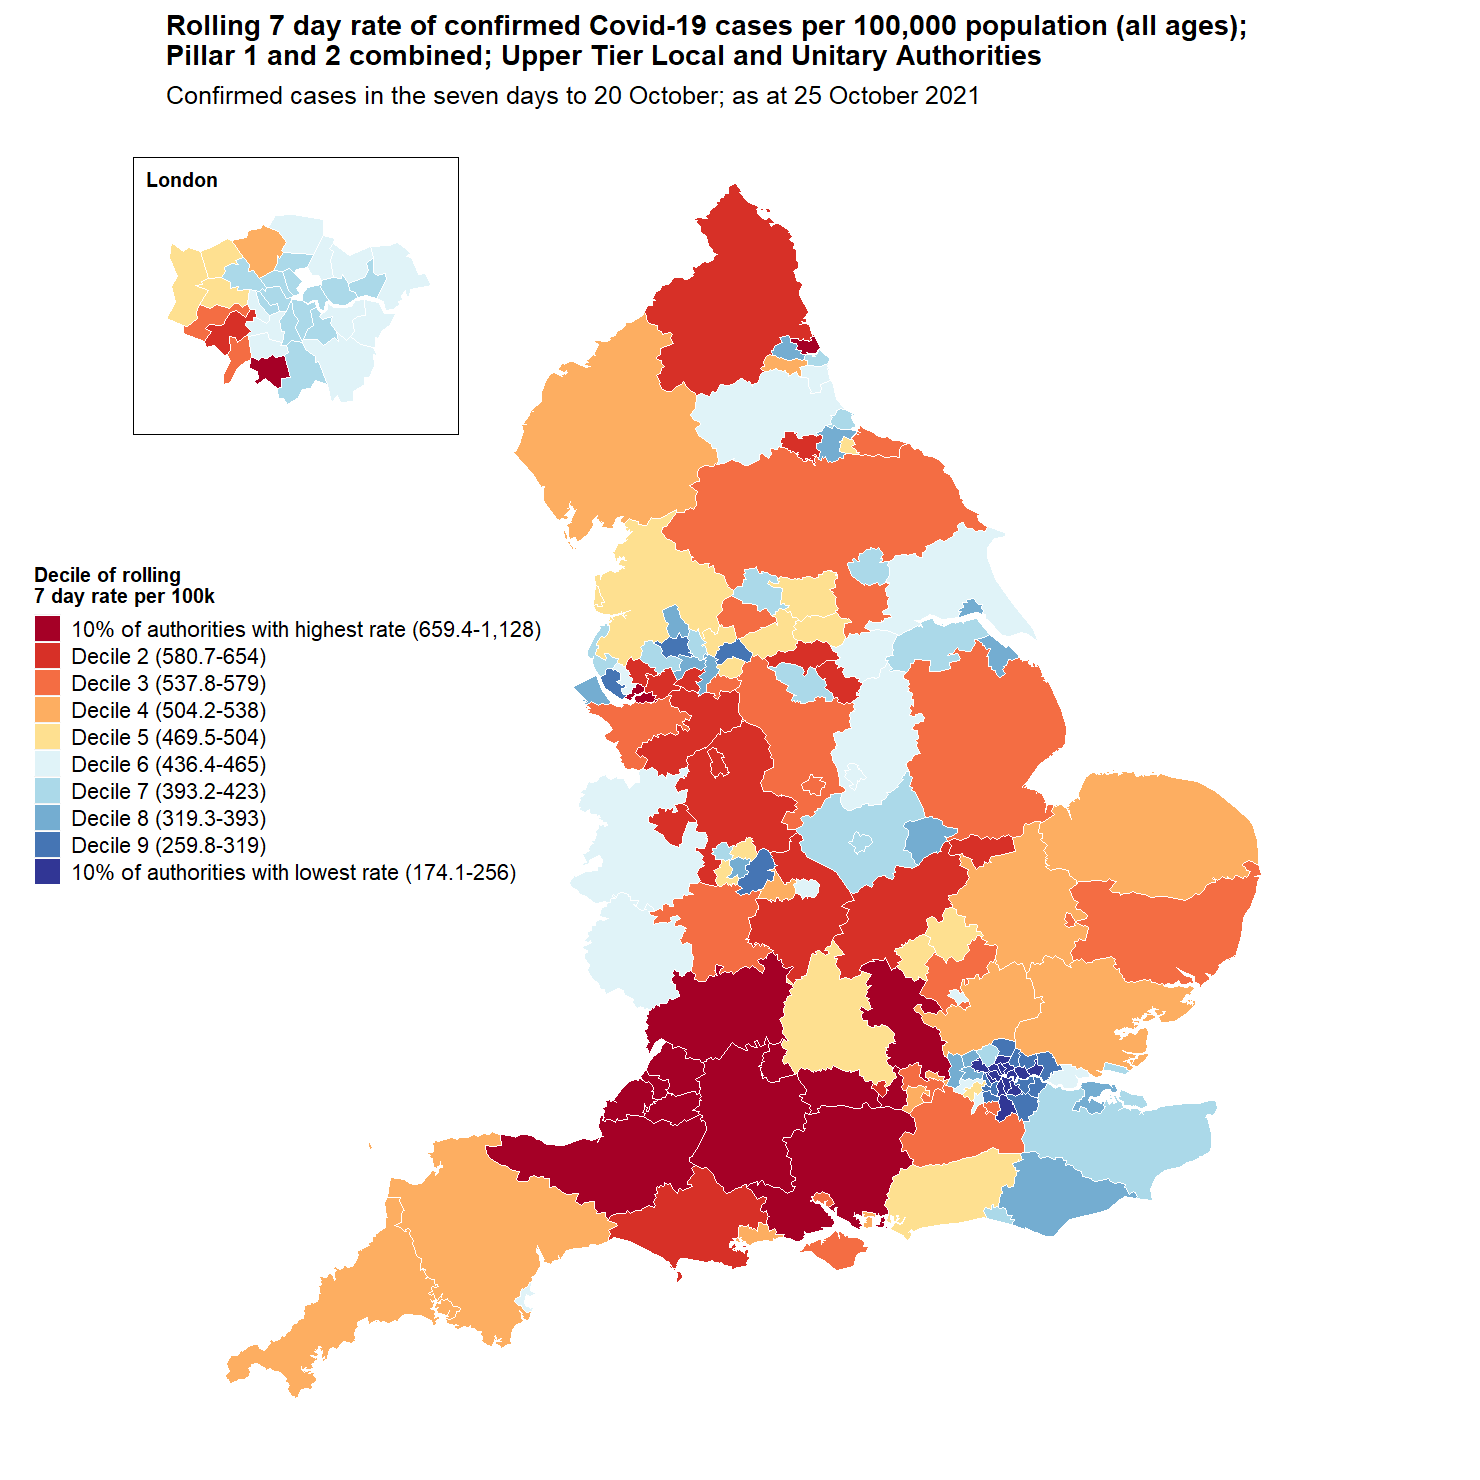 Rolling 7 day rate of confirmed Covid-19 cases per 100,000 population (all ages);
Pillar 1 and 2 combined; Upper Tier Local and Unitary Authorities
Confirmed cases in the seven days to 20 October; as at 25 October 2021
London
Decile of rolling
7 day rate per 100k
10% of authorities with highest rate (659.4-1,128)
Decile 2 (580.7-654)
Decile 3 (537.8-579)
Decile 4 (504.2-538)
Decile 5 (469.5-504)
Decile 6 (436.4-465)
Decile 7 (393.2-423)
Decile 8 (319.3-393)
Decile 9 (259.8-319)
10% of authorities with lowest rate (174.1-256)